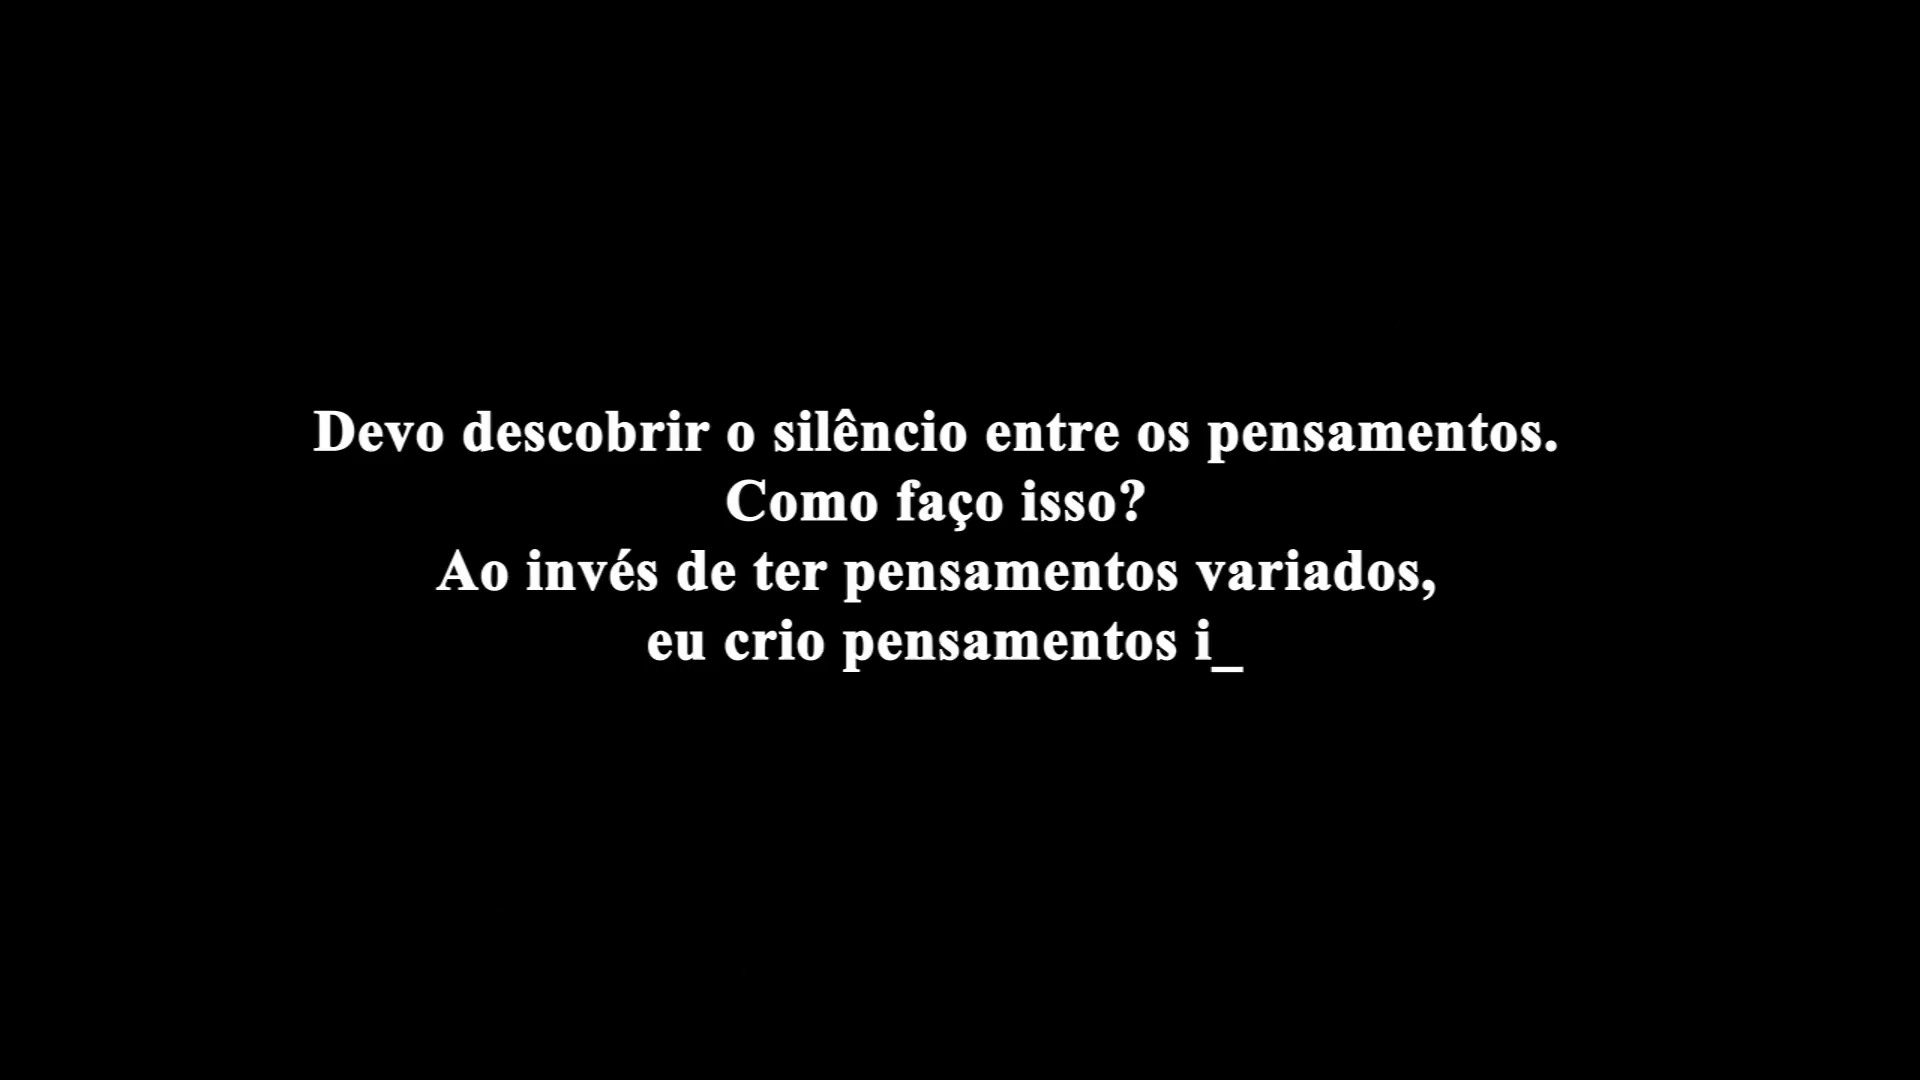 Devo descobrir o silêncio entre os pensamentos.
Como faço isso?
Ao invés de ter pensamentos variados,
eu crio pensamentos i_